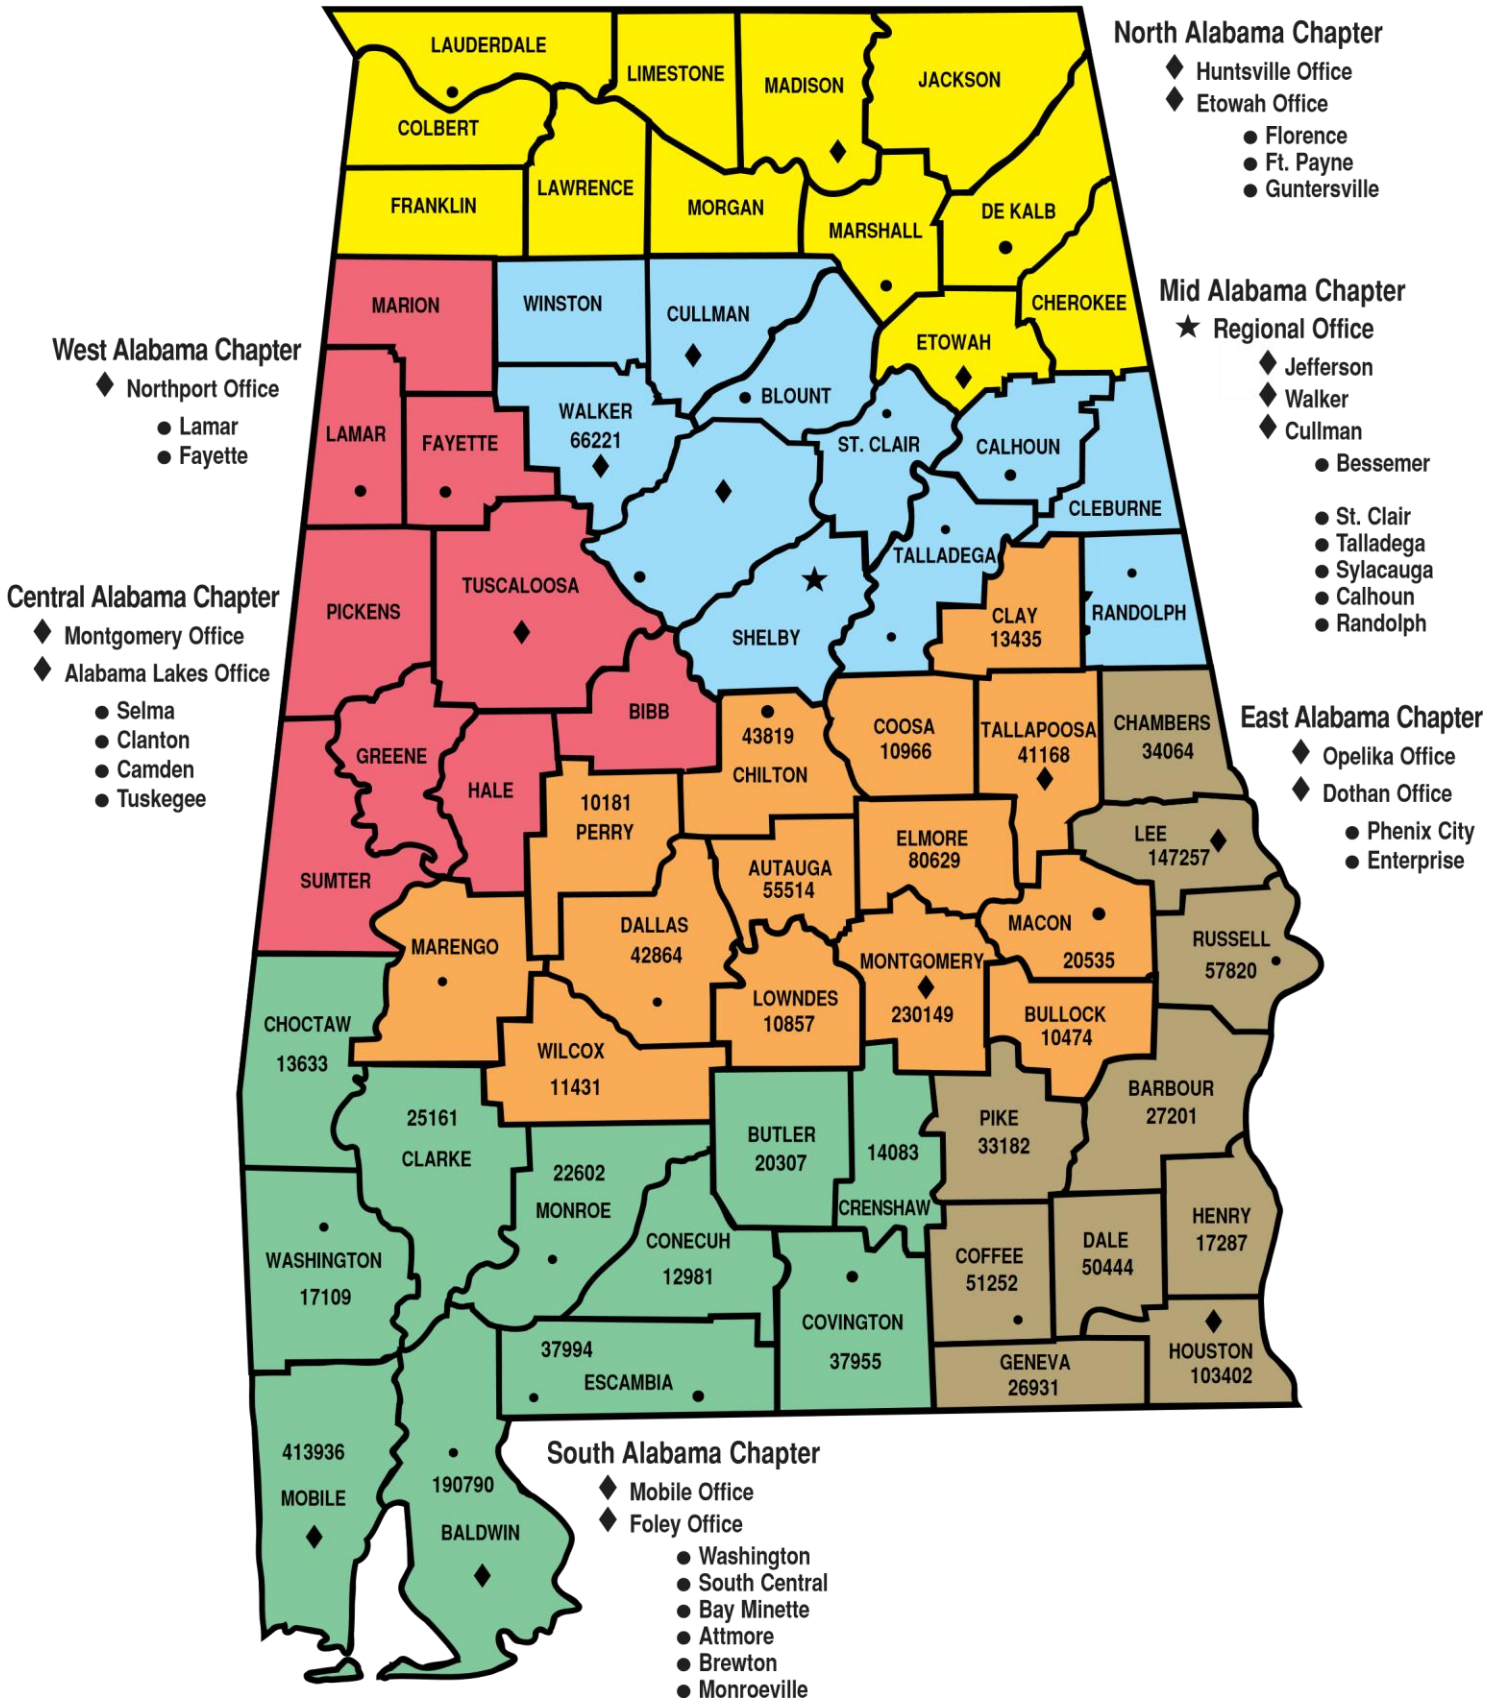 North Alabama Chapter
Huntsville Office
Etowah Office
Florence
Ft. Payne
Guntersville
LAUDERDALE
LIMESTONE
MADISON
JACKSON
COLBERT
LAWRENCE
FRANKLIN
MORGAN
MARSHALL
DE KALB
CHEROKEE
ETOWAH
Mid Alabama Chapter
Regional Office
Jefferson
Walker
Cullman
Bessemer
St. Clair
Talladega
Sylacauga
Calhoun
Randolph
West Alabama Chapter
Northport Office
Lamar
Fayette
MARION
WINSTON
CULLMAN
BLOUNT
WALKER
66221
LAMAR
FAYETTE
ST. CLAIR
CALHOUN
CLEBURNE
TALLADEGA
TUSCALOOSA
PICKENS
SHELBY
CLAY
13435
RANDOLPH
Central Alabama Chapter
Montgomery Office
Alabama Lakes Office
Selma
Clanton
Camden
Tuskegee
East Alabama Chapter
Opelika Office
Dothan Office
Phenix City
Enterprise
BIBB
GREENE
HALE
SUMTER
43819
CHILTON
COOSA
10966
TALLAPOOSA
41168
CHAMBERS
34064
10181
PERRY
ELMORE
80629
LEE
147257
AUTAUGA
55514
DALLAS
42864
MARENGO
MACON
20535
RUSSELL
57820
MONTGOMERY
230149
LOWNDES
10857
BULLOCK
10474
CHOCTAW
13633
WILCOX
11431
BARBOUR
27201
25161
CLARKE
BUTLER
20307
14083
CRENSHAW
PIKE
33182
22602
MONROE
CONECUH
12981
WASHINGTON
17109
COFFEE
51252
DALE
50444
HENRY
17287
COVINGTON
37955
37994
ESCAMBIA
GENEVA
26931
HOUSTON
103402
413936
MOBILE
190790
BALDWIN
South Alabama Chapter
Mobile Office
Foley Office
Washington
South Central
Bay Minette
Attmore
Brewton
Monroeville